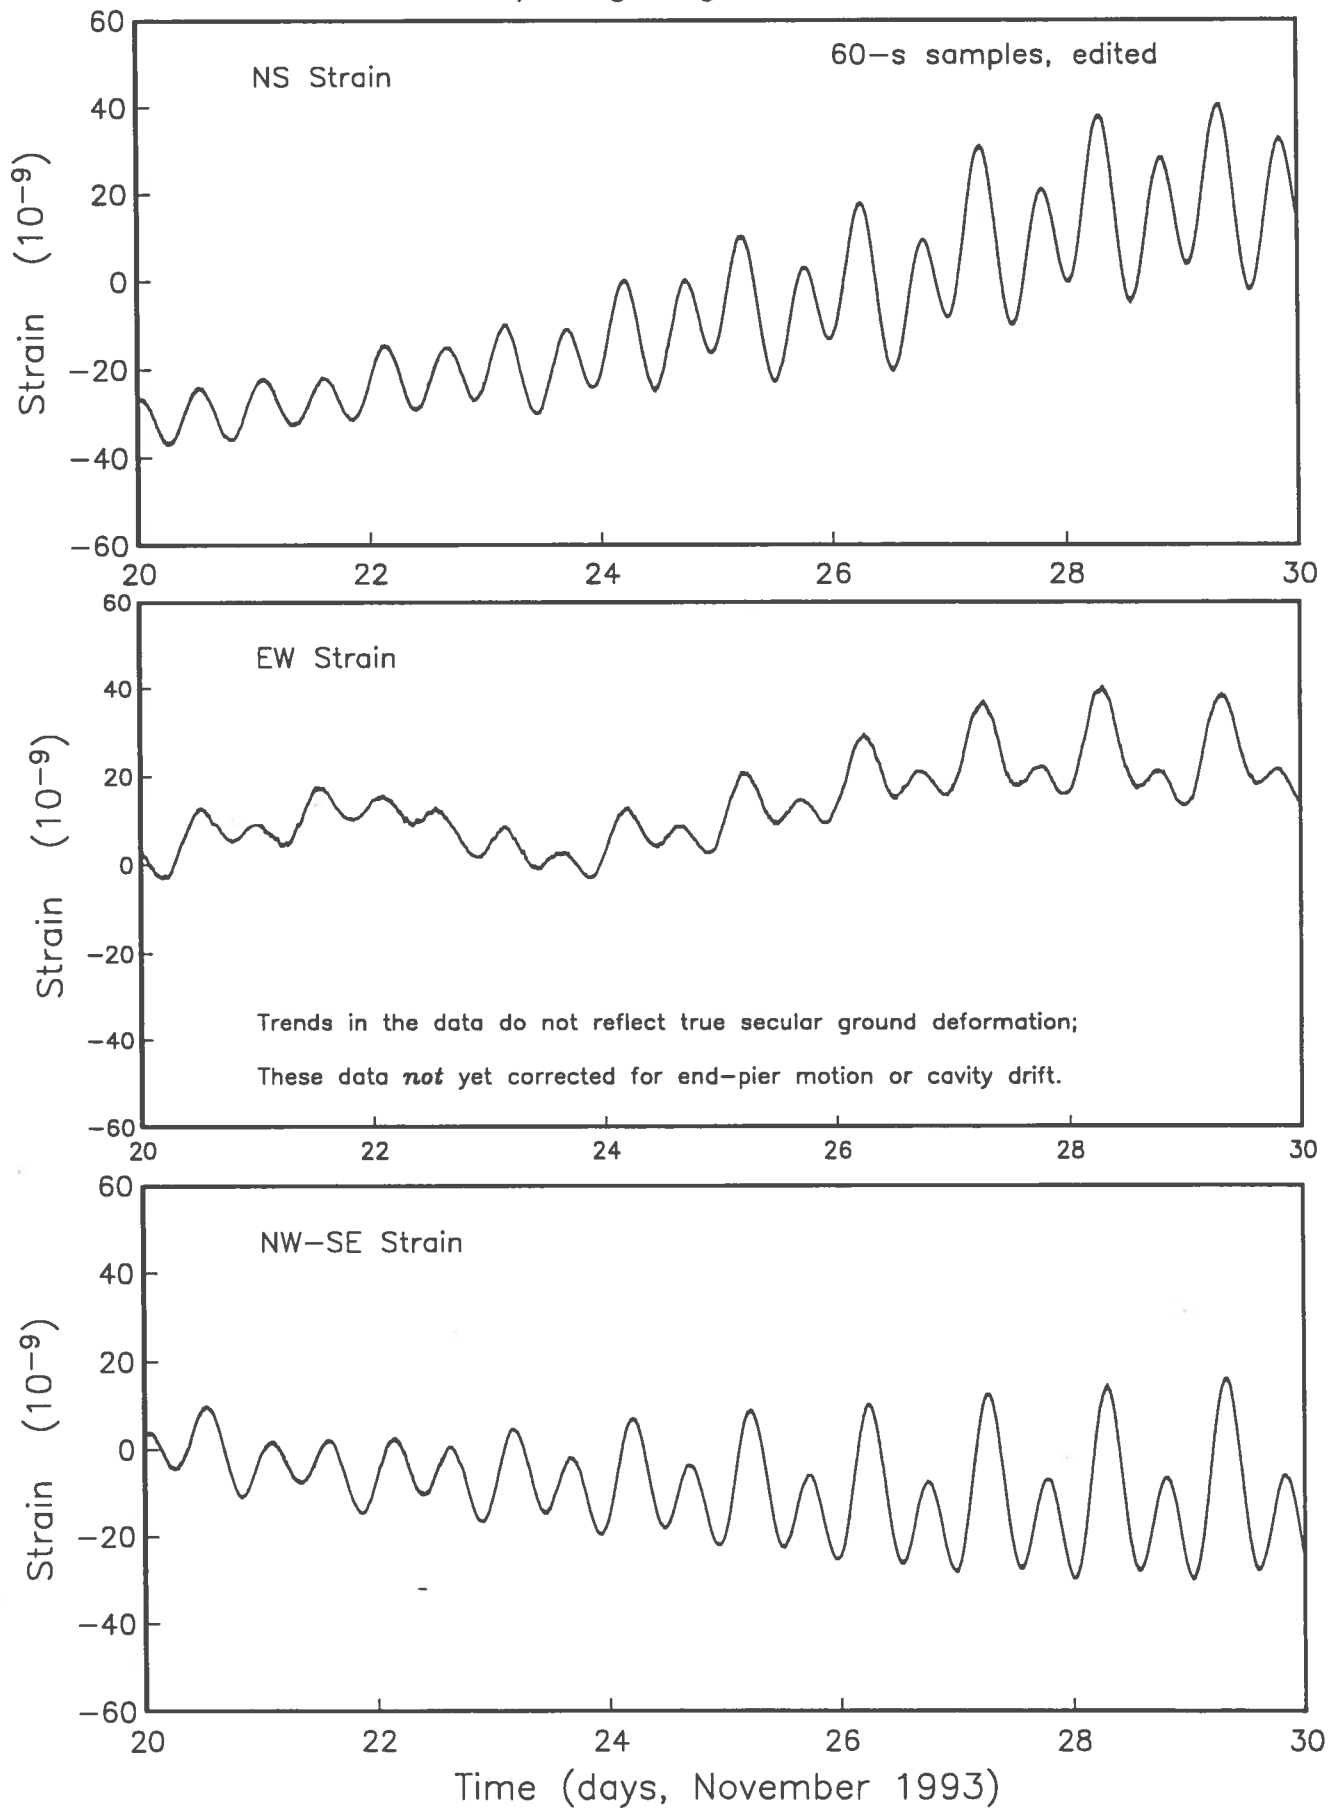 60
NS Strain
60-s samples, edited
40
20
0
-20
-40
-60
Strain (10-9)
20 22 24 26 28 30
60
EW Strain
40
20
0
-20
-40
-60
Strain (10-9)
Trends in the data do not reflect true secular ground deformation;
These data not yet corrected for end-pier motion or cavity drift.
20 22 24 26 28 30
60
NW-SE Strain
40
20
0
-20
-40
-60
Strain (10-9)
20 22 24 26 28 30
Time (days, November 1993)